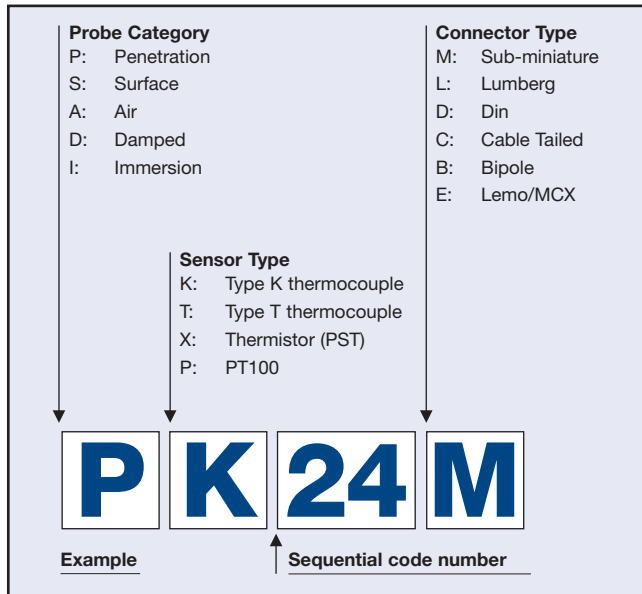 Probe Category
P: Penetration
S: Surface
A: Air
D: Damped
I: Immersion
Connector Type
M: Sub-miniature
L: Lumberg
D: Din
C: Cable Tailed
B: Bipole
E: Lemo/MCX
Sensor Type
K: Type K thermocouple
T: Type T thermocouple
X: Thermistor (PST)
P: PT100
P K 24 M
Example
Sequential code number